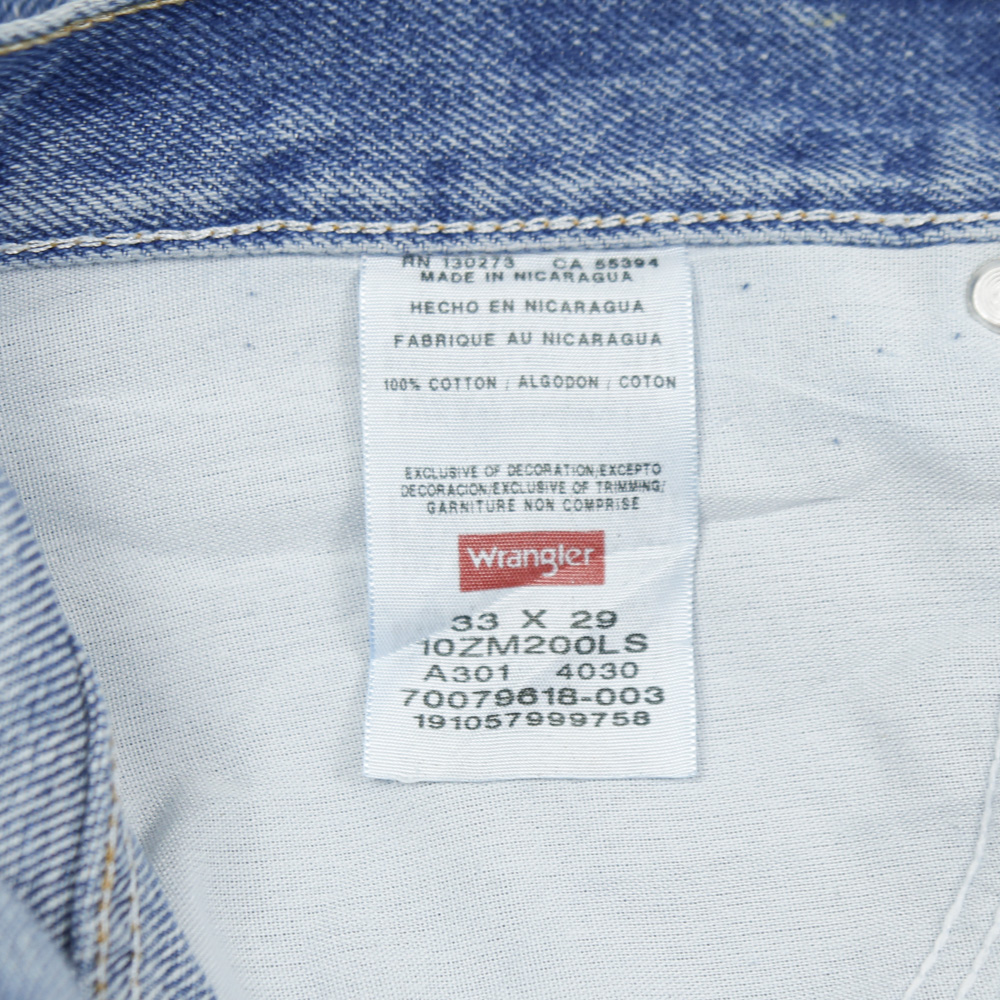 RN 130273 CA 55394
MADE IN NICARAGUA
HECHO EN NICARAGUA
FABRIQUE AU NICARAGUA
100% COTTON / ALGODON / COTON
EXCLUSIVE OF DECORATION/EXCEPTO
DECORACION/EXCLUSIVE OF TRIMMING/
GARNITURE NON COMPRISE
Wrangler
33 X 29
10ZM200LS
A301 4030
70079618-003
191057999758